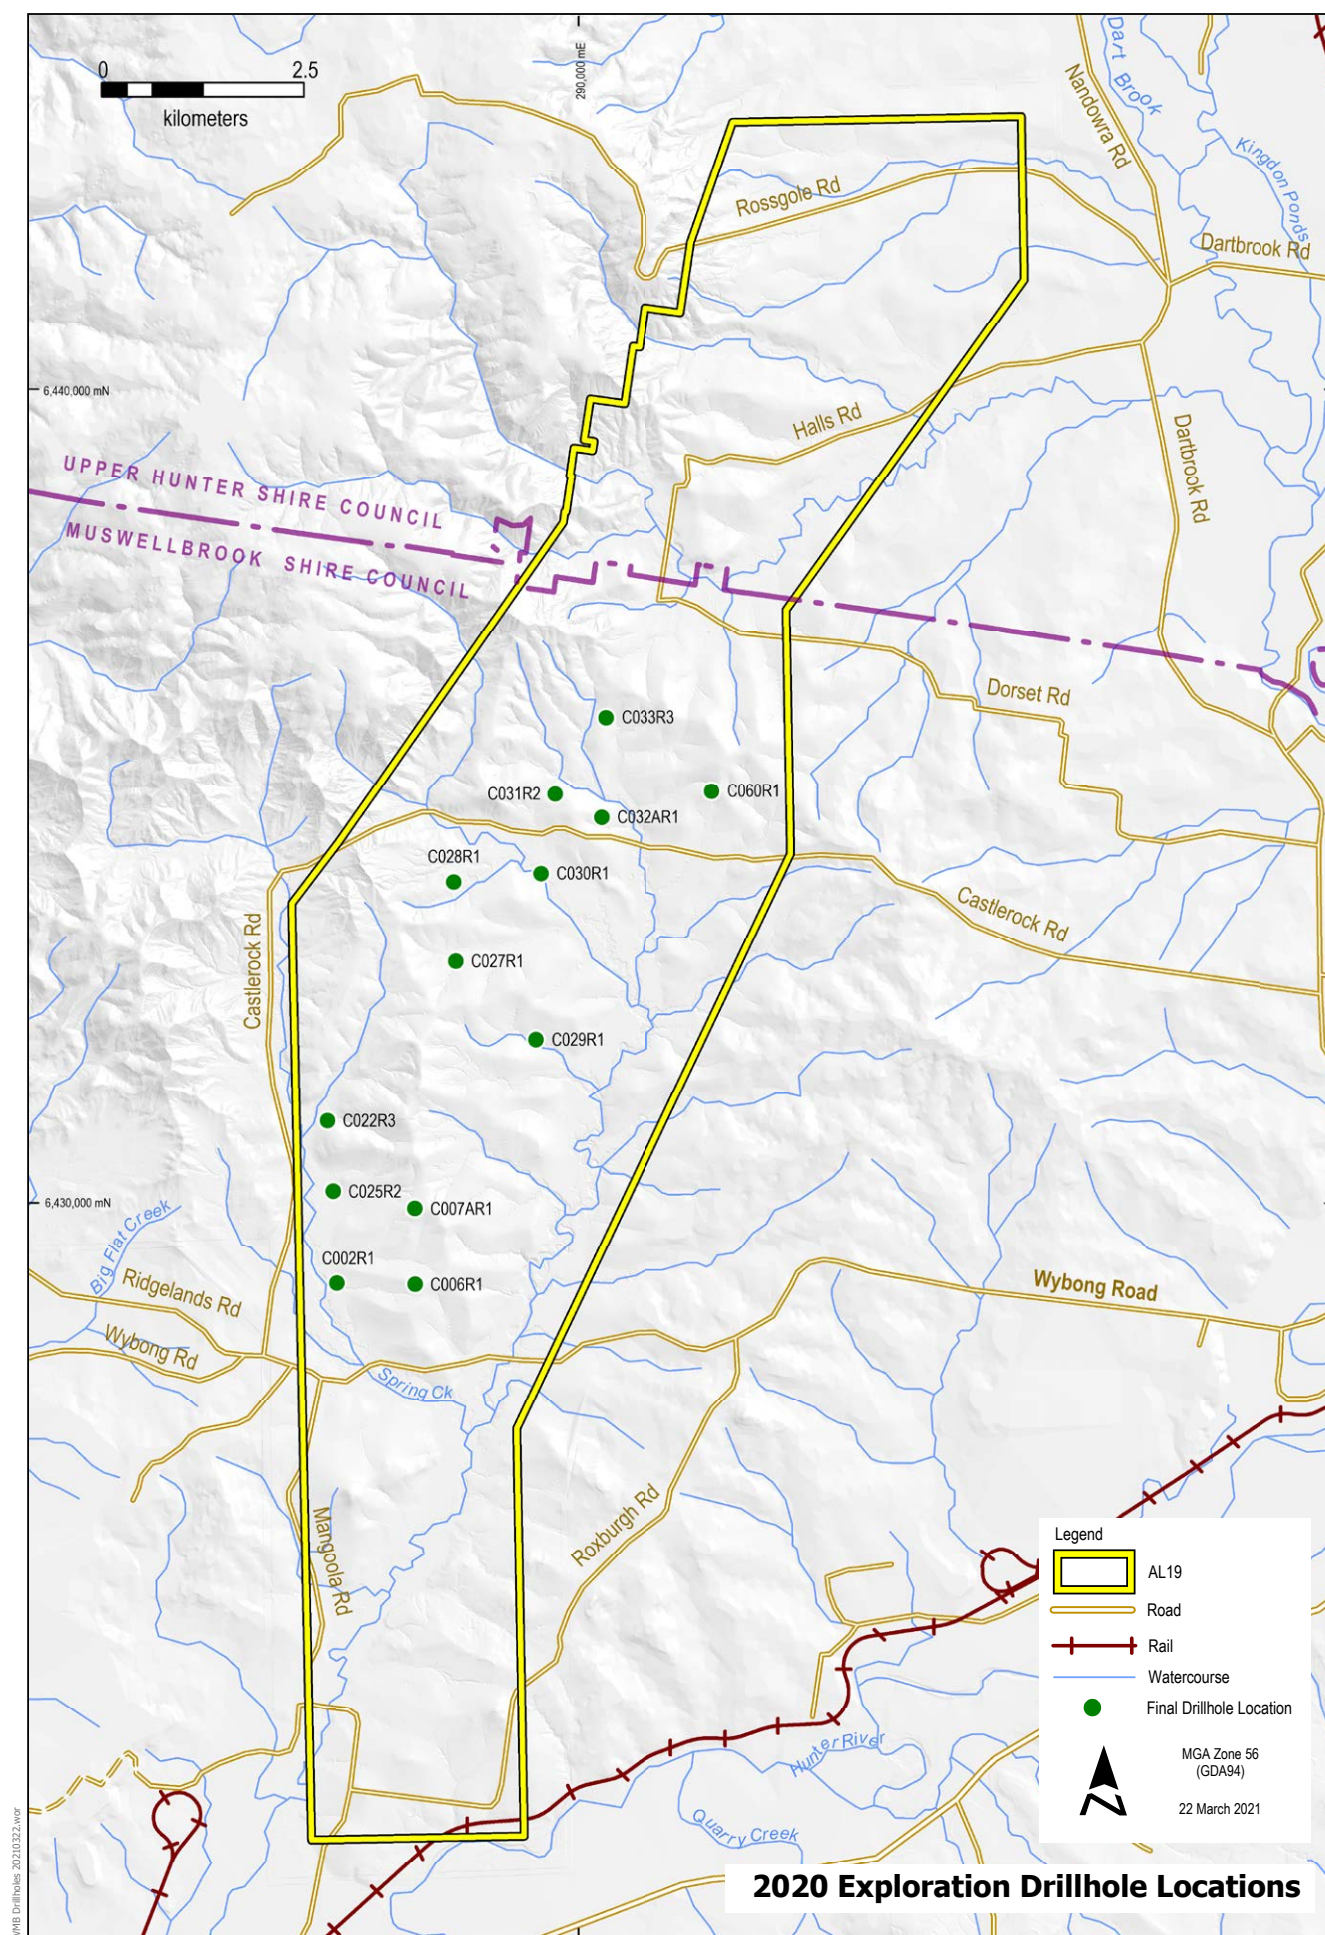 0 2.5
kilometers
290,000 mE
Dart Brook
Nandowra Rd
Kingdon Ponds
Rossgole Rd
Dartbrook Rd
6,440,000 mN
Halls Rd
Dartbrook Rd
UPPER HUNTER SHIRE COUNCIL
MUSWELLBROOK SHIRE COUNCIL
Dorset Rd
C033R3
C031R2
C060R1
C032AR1
C028R1
C030R1
Castlerock Rd
Castlerock Rd
C027R1
C029R1
C022R3
C025R2
6,430,000 mN
C007AR1
Big Flat Creek
C002R1
C006R1
Ridgelands Rd
Wybong Road
Wybong Rd
Spring Ck
Mangoola Rd
Roxburgh Rd
Legend
AL19
Road
Rail
Watercourse
Final Drillhole Location
MGA Zone 56
(GDA94)
22 March 2021
Hunter River
Quarry Creek
2020 Exploration Drillhole Locations
VMB Drillholes 20210322.wor